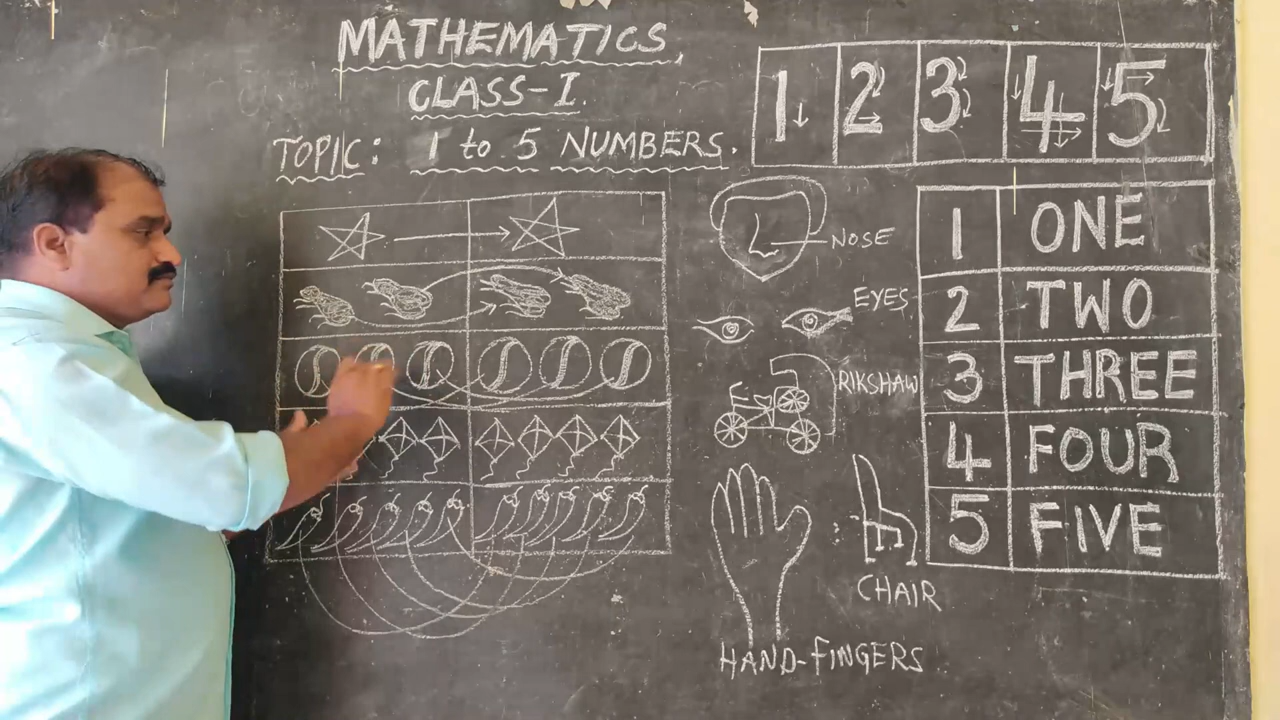 MATHEMATICS,
CLASS-I.
TOPIC: 1 to 5 NUMBERS.
1 2 3 4 5
NOSE
EYES
RIKSHAW
CHAIR
HAND-FINGERS
1 ONE
2 TWO
3 THREE
4 FOUR
5 FIVE